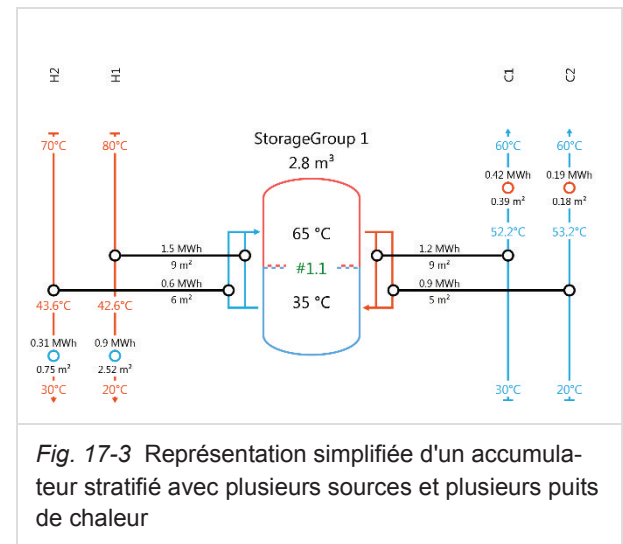 H2
H1
C1
C2
70°C
80°C
StorageGroup 1
2.8 m³
60°C
60°C
0.42 MWh
0.39 m²
0.19 MWh
0.18 m²
65 °C
52,2°C
53,2°C
1.5 MWh
9 m²
#1.1
1.2 MWh
9 m²
0.6 MWh
6 m²
0.9 MWh
5 m²
35 °C
43.6°C
42.6°C
0.31 MWh
0.75 m²
0.9 MWh
2.52 m²
30°C
20°C
30°C
20°C
Fig. 17-3 Représentation simplifiée d'un accumula-
teur stratifié avec plusieurs sources et plusieurs puits
de chaleur